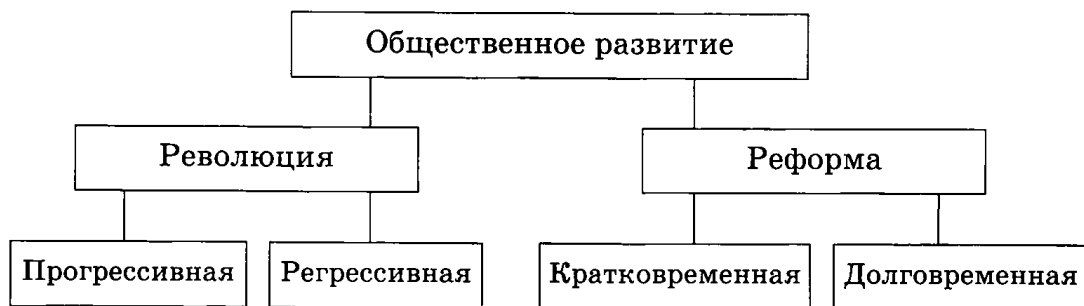 Общественное развитие
Революция
Реформа
Прогрессивная
Регрессивная
Кратковременная
Долговременная